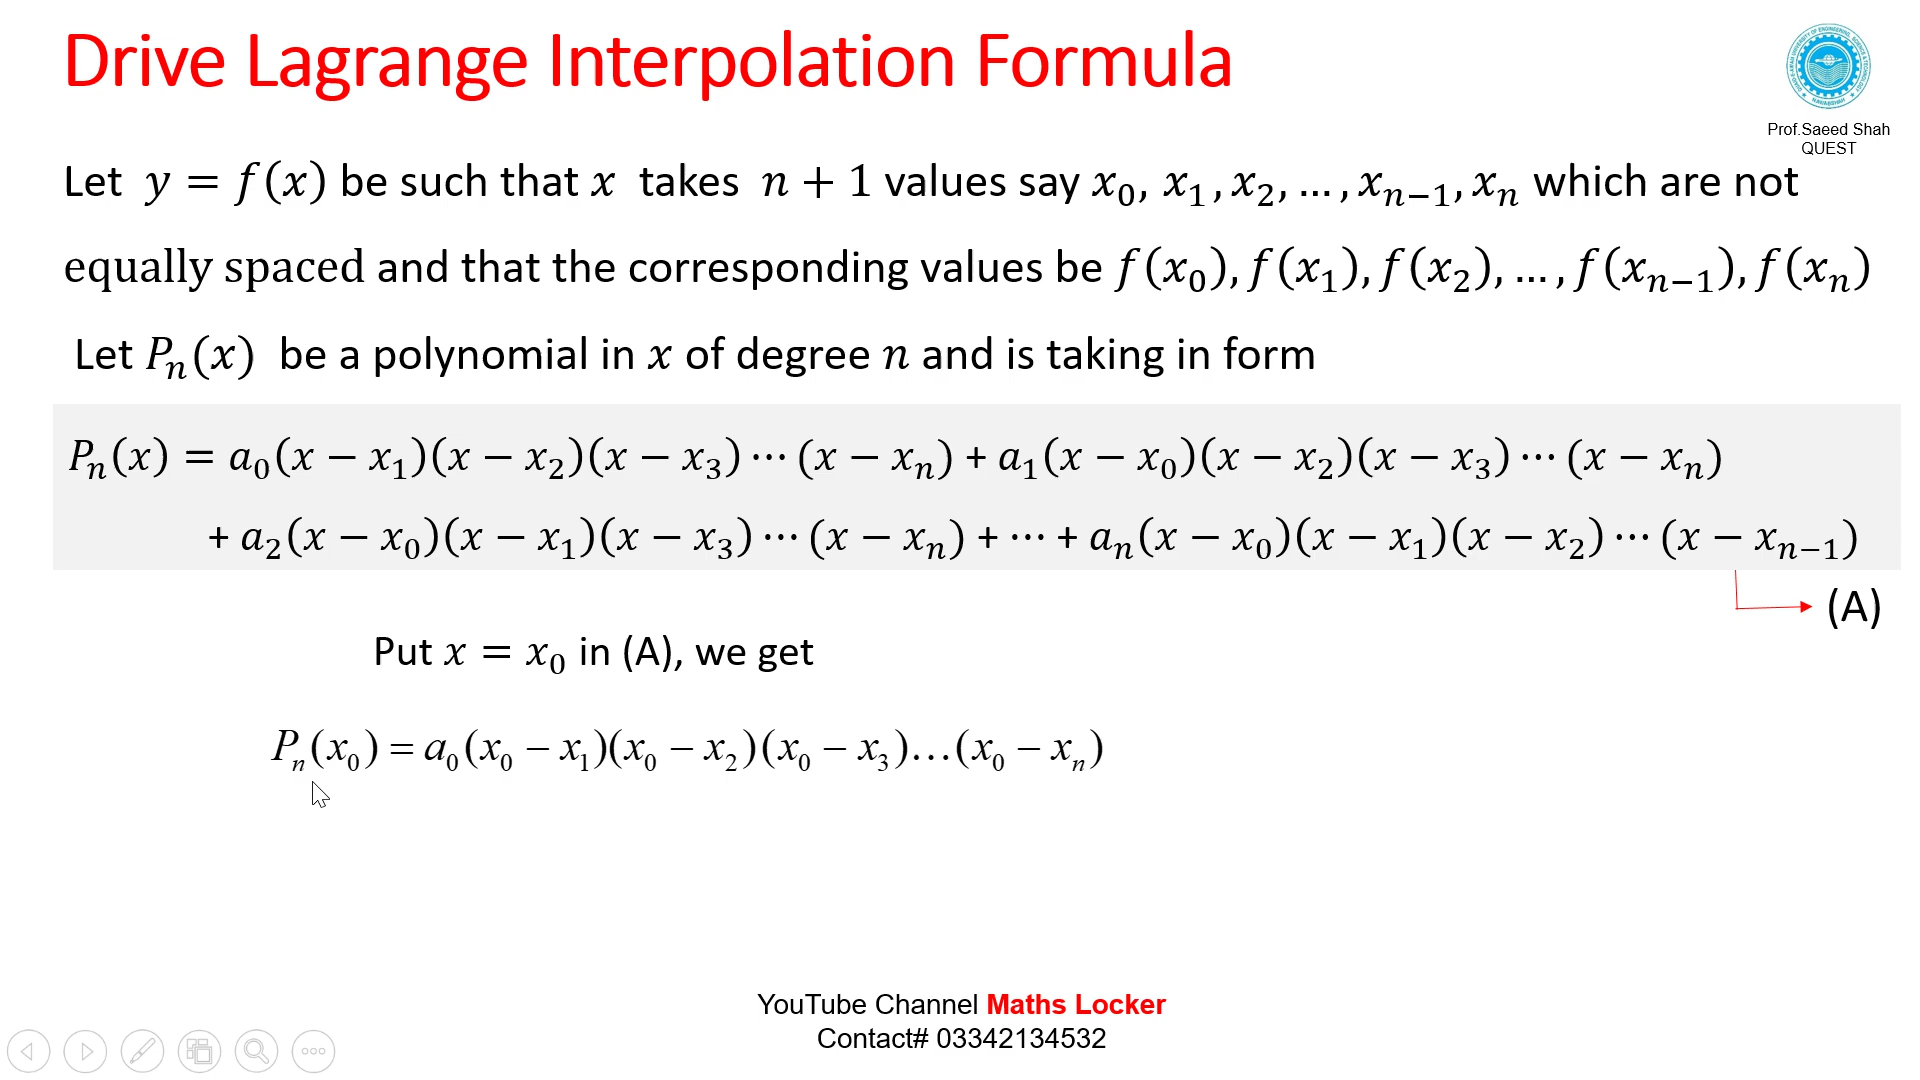 Drive Lagrange Interpolation Formula
Prof.Saeed Shah
QUEST
Let y = f(x) be such that x takes n + 1 values say x₀, x₁, x₂, … , xₙ₋₁, xₙ which are not
equally spaced and that the corresponding values be f(x₀), f(x₁), f(x₂), … , f(xₙ₋₁), f(xₙ)
Let Pₙ(x) be a polynomial in x of degree n and is taking in form
Pₙ(x) = a₀(x − x₁)(x − x₂)(x − x₃) ⋯ (x − xₙ) + a₁(x − x₀)(x − x₂)(x − x₃) ⋯ (x − xₙ)
+ a₂(x − x₀)(x − x₁)(x − x₃) ⋯ (x − xₙ) + ⋯ + aₙ(x − x₀)(x − x₁)(x − x₂) ⋯ (x − xₙ₋₁)
(A)
Put x = x₀ in (A), we get
Pₙ(x₀) = a₀(x₀ − x₁)(x₀ − x₂)(x₀ − x₃)…(x₀ − xₙ)
YouTube Channel Maths Locker
Contact# 03342134532